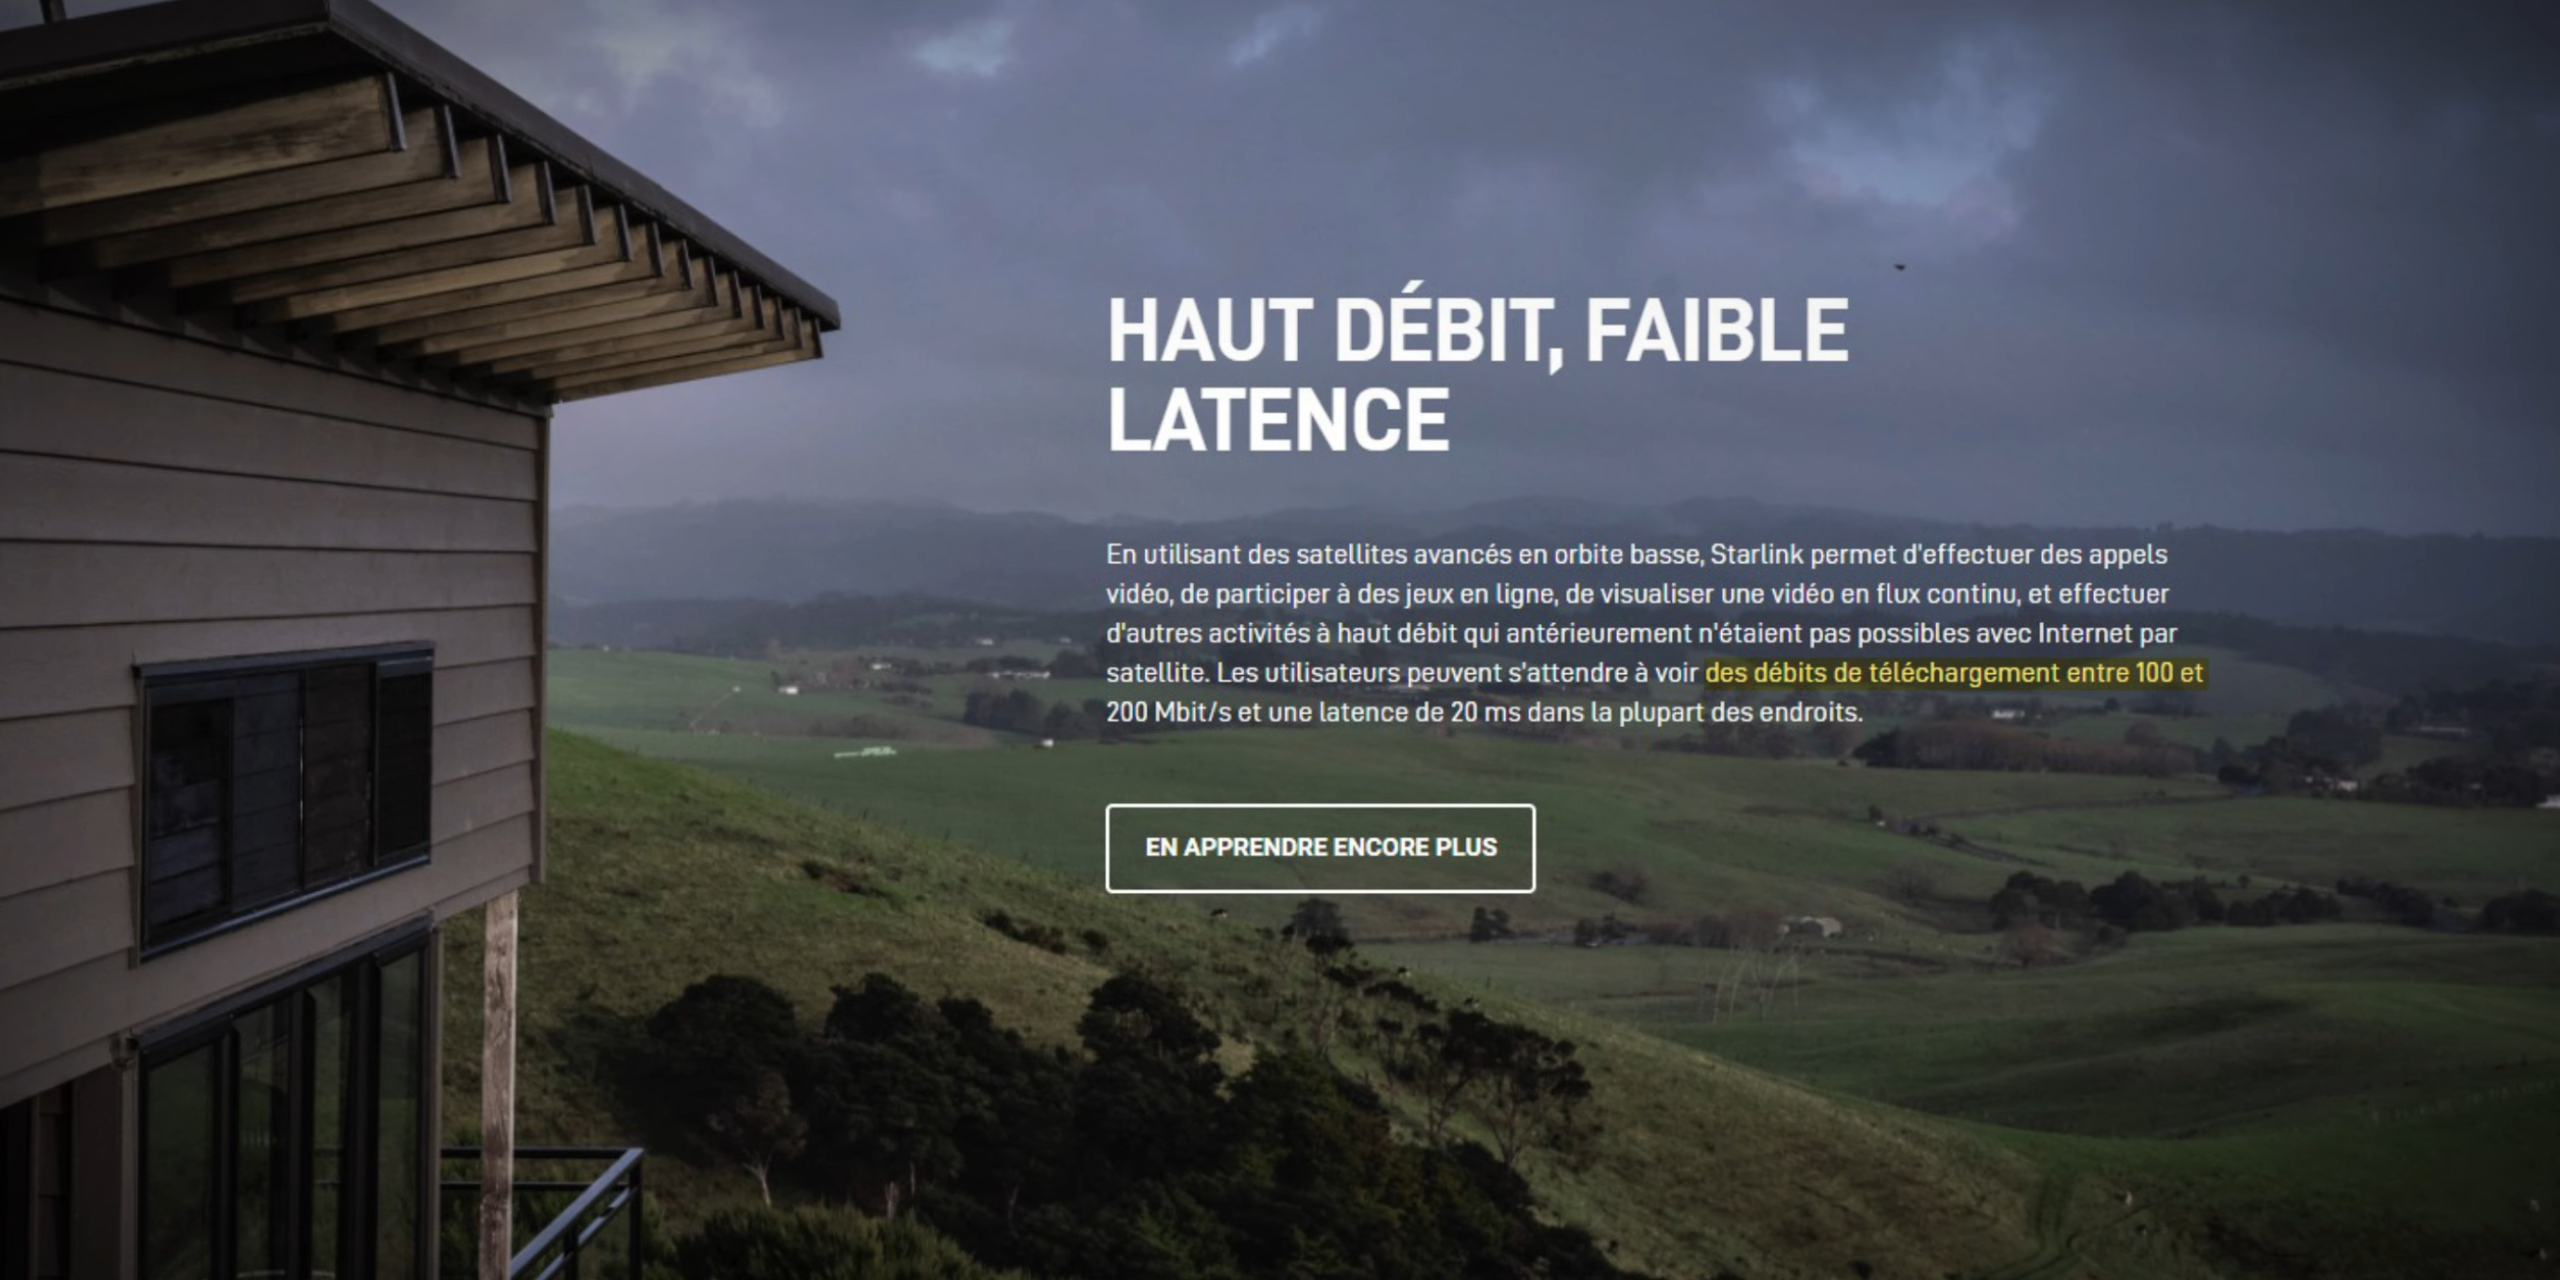 HAUT DÉBIT, FAIBLE
LATENCE
En utilisant des satellites avancés en orbite basse, Starlink permet d'effectuer des appels
vidéo, de participer à des jeux en ligne, de visualiser une vidéo en flux continu, et effectuer
d'autres activités à haut débit qui antérieurement n'étaient pas possibles avec Internet par
satellite. Les utilisateurs peuvent s'attendre à voir des débits de téléchargement entre 100 et
200 Mbit/s et une latence de 20 ms dans la plupart des endroits.
EN APPRENDRE ENCORE PLUS